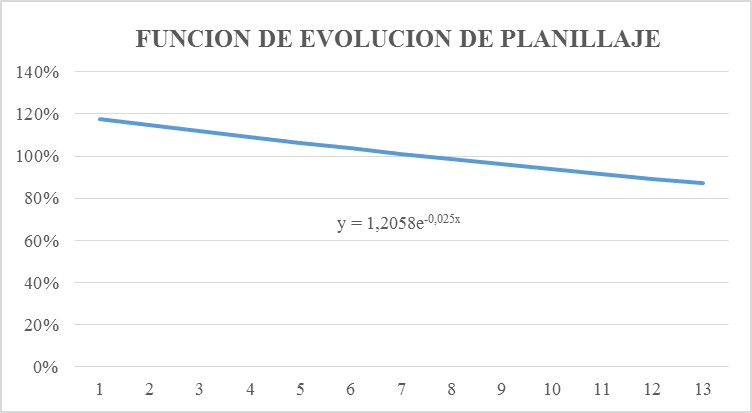 FUNCION DE EVOLUCION DE PLANILLAJE
140%
120%
100%
80%
60%
40%
20%
0%
y = 1,2058e-0,025x
1 2 3 4 5 6 7 8 9 10 11 12 13